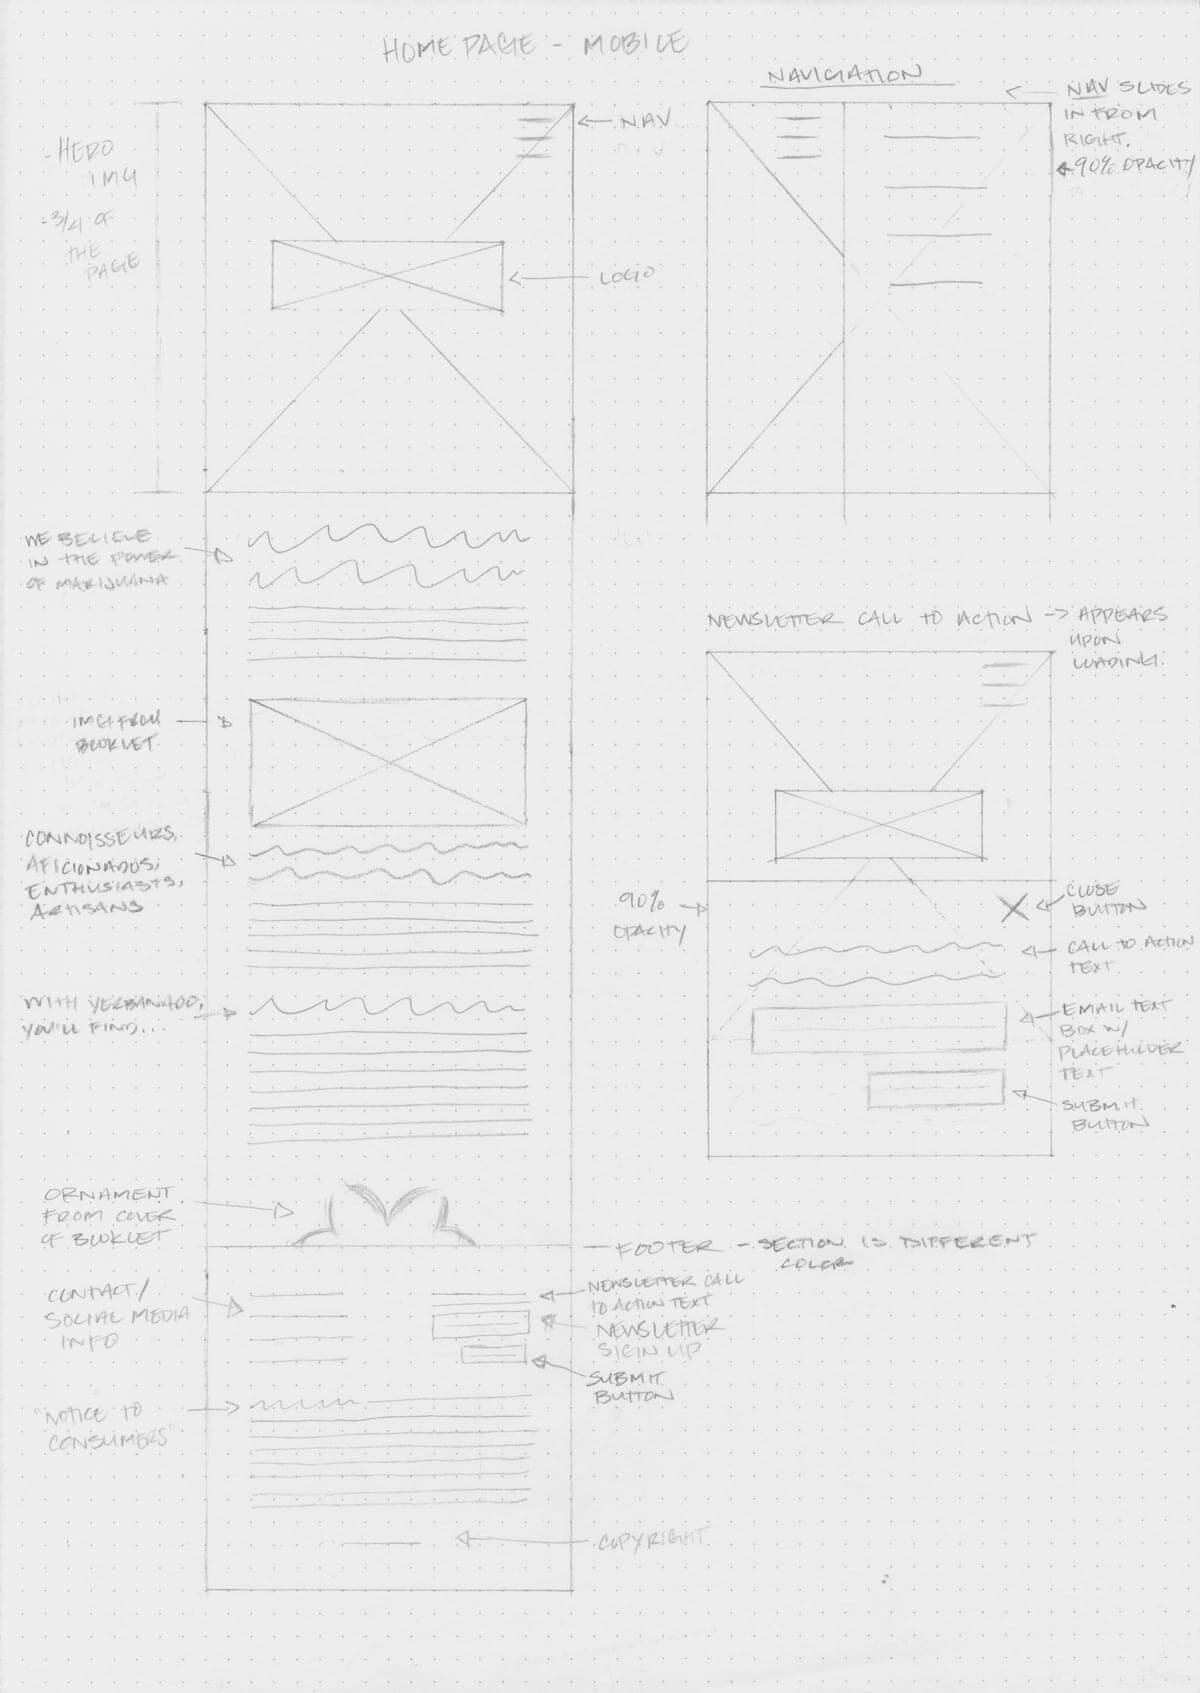 HOME PAGE - MOBILE
- HERO
IMG
- 3/4 OF
THE
PAGE
NAV
LOGO
WE BELIEVE
IN THE POWER
OF MARIJUANA
IMG FROM
BOOKLET
CONNOISSEURS,
AFICIONADOS,
ENTHUSIASTS,
ARTISANS
WITH YERBANADO,
YOU'LL FIND...
ORNAMENT
FROM COVER
OF BOOKLET
FOOTER - SECTION IS DIFFERENT
COLOR
CONTACT/
SOCIAL MEDIA
INFO
NEWSLETTER CALL
TO ACTION TEXT
NEWSLETTER
SIGN UP
SUBMIT
BUTTON
"NOTICE TO
CONSUMERS"
COPYRIGHT
NAVIGATION
NAV SLIDES
IN FROM
RIGHT.
90% OPACITY
NEWSLETTER CALL TO ACTION -> APPEARS
UPON
LOADING.
90%
OPACITY
CLOSE
BUTTON
CALL TO ACTION
TEXT
EMAIL TEXT
BOX W/
PLACEHOLDER
TEXT
SUBMIT
BUTTON